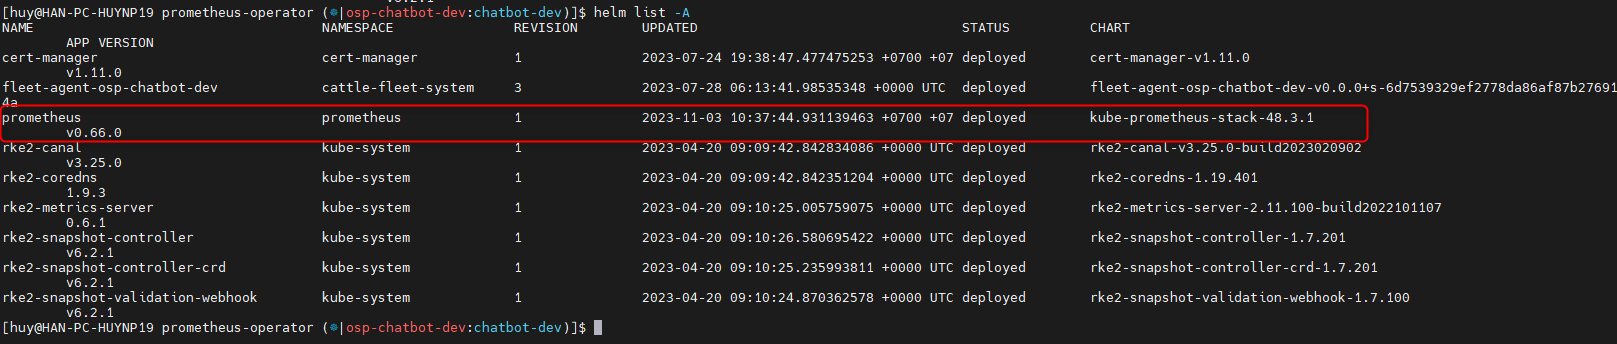 v6.2.1
[huy@HAN-PC-HUYNP19 prometheus-operator (⎈|osp-chatbot-dev:chatbot-dev)]$ helm list -A
NAME NAMESPACE REVISION UPDATED STATUS CHART
APP VERSION
cert-manager cert-manager 1 2023-07-24 19:38:47.477475253 +0700 +07 deployed cert-manager-v1.11.0
v1.11.0
fleet-agent-osp-chatbot-dev cattle-fleet-system 3 2023-07-28 06:13:41.98535348 +0000 UTC deployed fleet-agent-osp-chatbot-dev-v0.0.0+s-6d7539329ef2778da86af87b27691
4a
prometheus prometheus 1 2023-11-03 10:37:44.931139463 +0700 +07 deployed kube-prometheus-stack-48.3.1
v0.66.0
rke2-canal kube-system 1 2023-04-20 09:09:42.842834086 +0000 UTC deployed rke2-canal-v3.25.0-build2023020902
v3.25.0
rke2-coredns kube-system 1 2023-04-20 09:09:42.842351204 +0000 UTC deployed rke2-coredns-1.19.401
1.9.3
rke2-metrics-server kube-system 1 2023-04-20 09:10:25.005759075 +0000 UTC deployed rke2-metrics-server-2.11.100-build2022101107
0.6.1
rke2-snapshot-controller kube-system 1 2023-04-20 09:10:26.580695422 +0000 UTC deployed rke2-snapshot-controller-1.7.201
v6.2.1
rke2-snapshot-controller-crd kube-system 1 2023-04-20 09:10:25.235993811 +0000 UTC deployed rke2-snapshot-controller-crd-1.7.201
v6.2.1
rke2-snapshot-validation-webhook kube-system 1 2023-04-20 09:10:24.870362578 +0000 UTC deployed rke2-snapshot-validation-webhook-1.7.100
v6.2.1
[huy@HAN-PC-HUYNP19 prometheus-operator (⎈|osp-chatbot-dev:chatbot-dev)]$